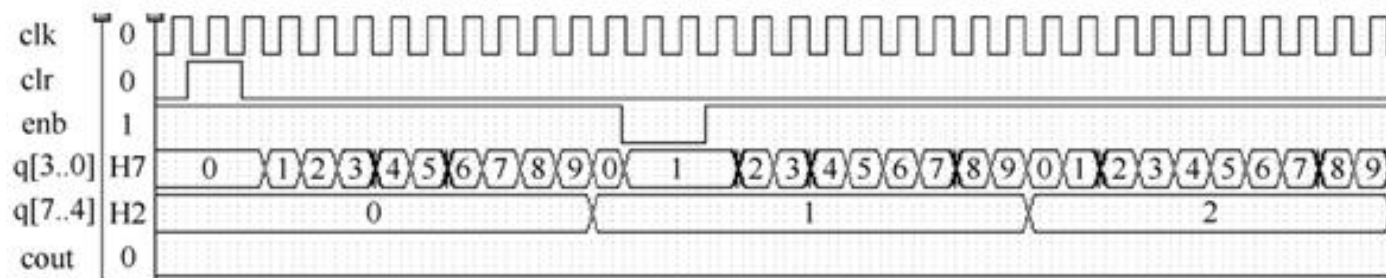 clk 0
clr 0
enb 1
q[3..0] H7 0 1 2 3 4 5 6 7 8 9 0 1 2 3 4 5 6 7 8 9 0 1 2 3 4 5 6 7 8 9
q[7..4] H2 0 1 2
cout 0